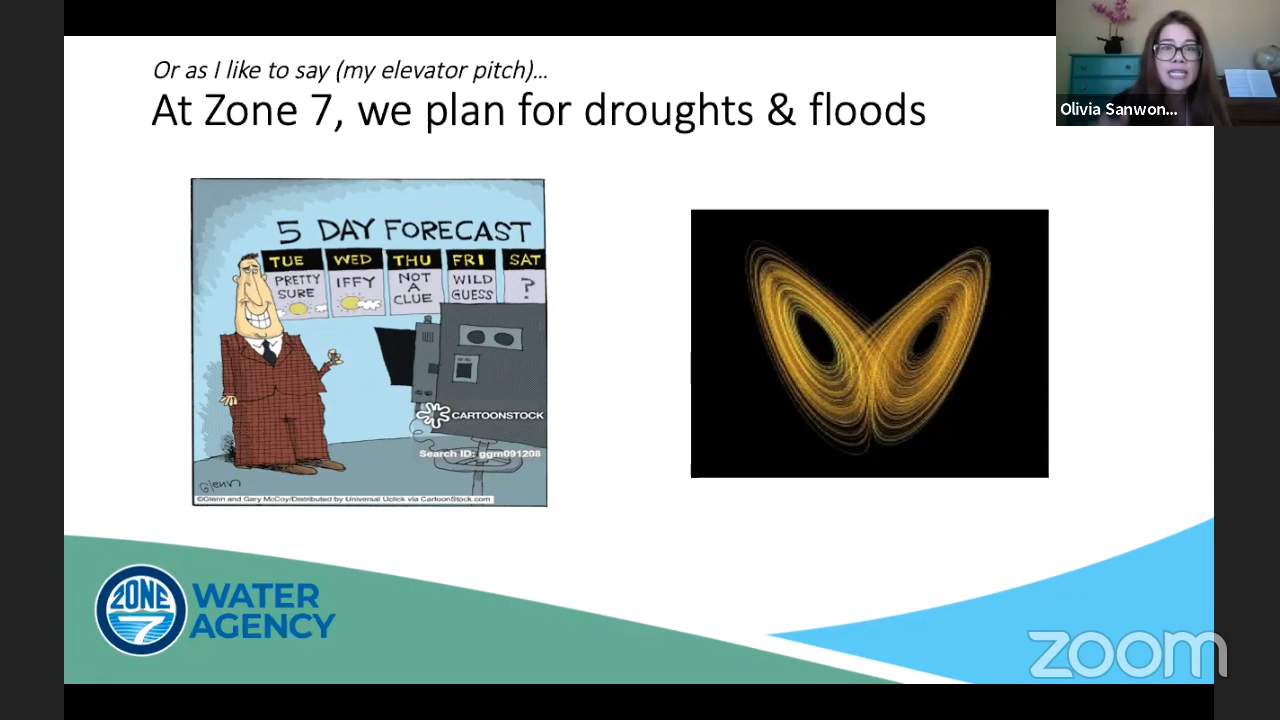 Or as I like to say (my elevator pitch)…
At Zone 7, we plan for droughts & floods
Olivia Sanwon...
5 DAY FORECAST
TUE WED THU FRI SAT
PRETTY SURE
IFFY
NOT A CLUE
WILD GUESS
?
CARTOONSTOCK
Search ID: ggm091208
Glenn
©Glenn and Gary McCoy/Distributed by Universal Uclick via CartoonStock.com
ZONE 7
WATER
AGENCY
zoom